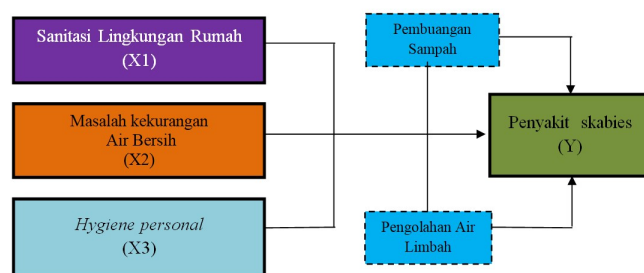 Sanitasi Lingkungan Rumah
(X1)
Masalah kekurangan
Air Bersih
(X2)
Hygiene personal
(X3)
Pembuangan
Sampah
Pengolahan Air
Limbah
Penyakit skabies
(Y)